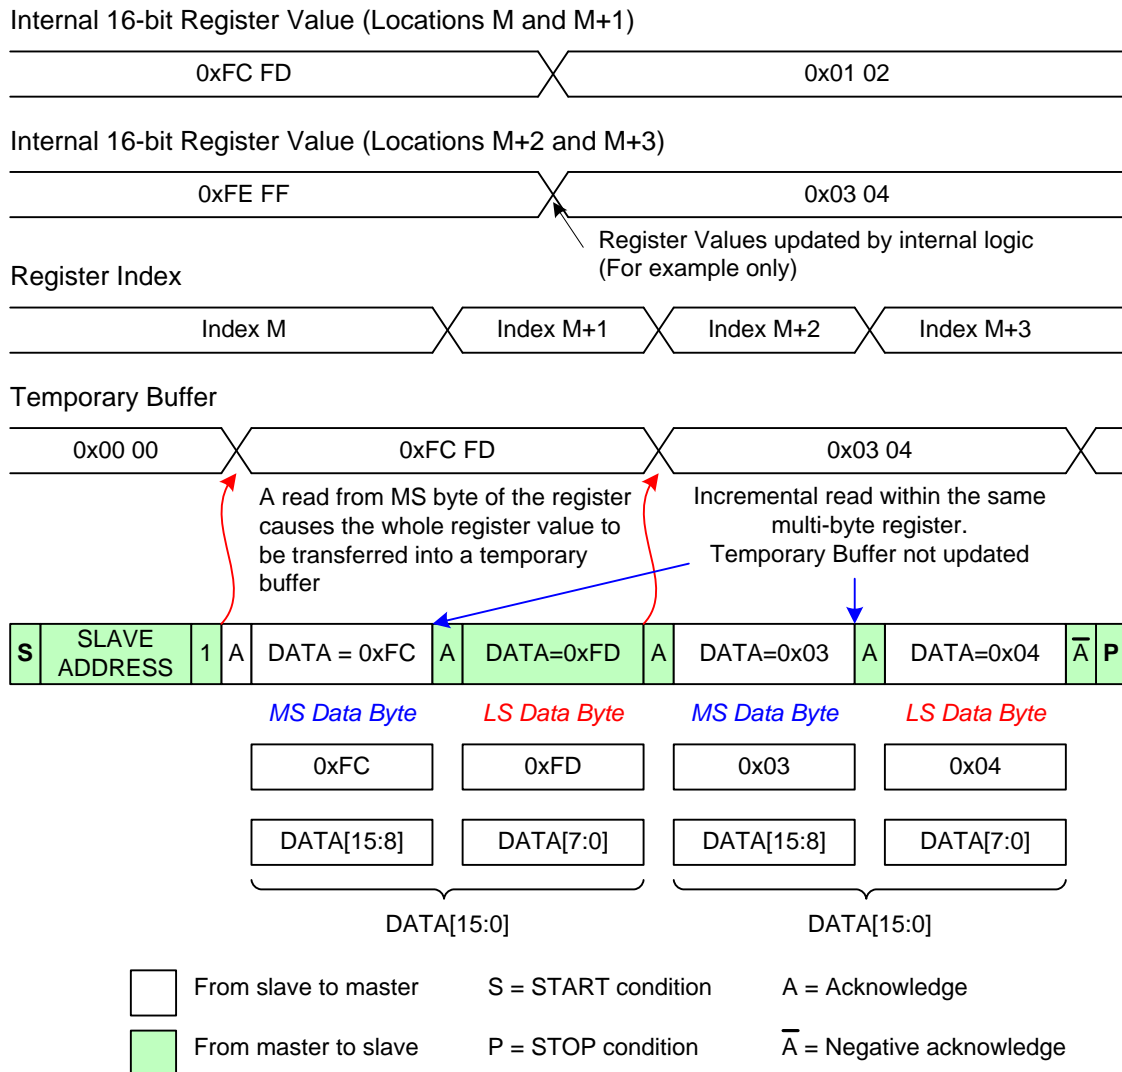 Internal 16-bit Register Value (Locations M and M+1)
0xFC FD
0x01 02
Internal 16-bit Register Value (Locations M+2 and M+3)
0xFE FF
0x03 04
Register Values updated by internal logic
(For example only)
Register Index
Index M
Index M+1
Index M+2
Index M+3
Temporary Buffer
0x00 00
0xFC FD
0x03 04
A read from MS byte of the register
causes the whole register value to
be transferred into a temporary
buffer
Incremental read within the same
multi-byte register.
Temporary Buffer not updated
S
SLAVE
ADDRESS
1
A
DATA = 0xFC
A
DATA=0xFD
A
DATA=0x03
A
DATA=0x04
A̅
P
MS Data Byte
LS Data Byte
MS Data Byte
LS Data Byte
0xFC
0xFD
0x03
0x04
DATA[15:8]
DATA[7:0]
DATA[15:8]
DATA[7:0]
DATA[15:0]
DATA[15:0]
From slave to master
S = START condition
A = Acknowledge
From master to slave
P = STOP condition
A̅ = Negative acknowledge